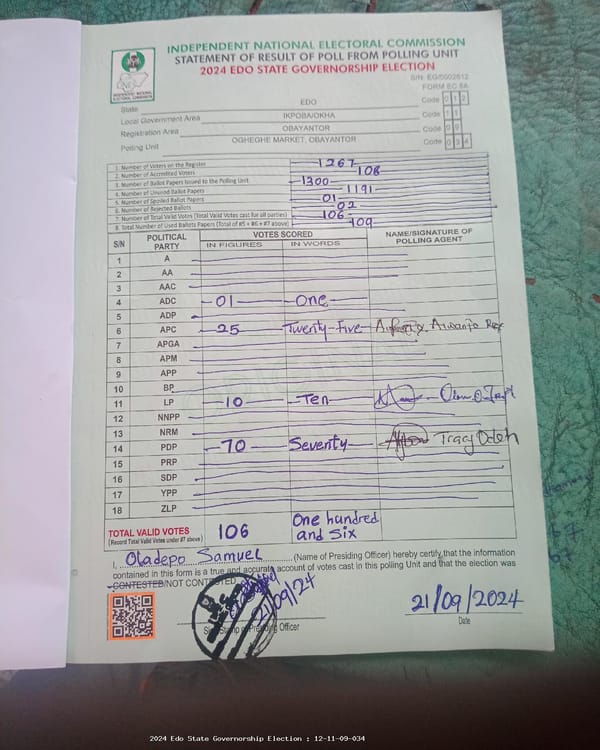 INDEPENDENT NATIONAL ELECTORAL COMMISSION
STATEMENT OF RESULT OF POLL FROM POLLING UNIT
2024 EDO STATE GOVERNORSHIP ELECTION
S/N: EG/0002612
FORM EC 8A
State EDO Code 0 1 2
Local Government Area IKPOBA/OKHA Code 1 1
Registration Area OBAYANTOR Code 0 9
Polling Unit OGHEGHE MARKET, OBAYANTOR Code 0 3 4
1. Number of Voters on the Register 1267
2. Number of Accredited Voters 108
3. Number of Ballot Papers Issued to the Polling Unit 1300
4. Number of Unused Ballot Papers 1191
5. Number of Spoiled Ballot Papers 01
6. Number of Rejected Ballots 02
7. Number of Total Valid Votes (Total Valid Votes cast for all parties) 106
8. Total Number of Used Ballots Papers (Total of #5 + #6 + #7 above) 109
S/N POLITICAL PARTY VOTES SCORED NAME/SIGNATURE OF POLLING AGENT
IN FIGURES IN WORDS
1 A
2 AA
3 AAC
4 ADC 01 One
5 ADP
6 APC 25 Twenty-Five
7 APGA
8 APM
9 APP
10 BP
11 LP 10 Ten
12 NNPP
13 NRM
14 PDP 70 Seventy Tracy Odeh
15 PRP
16 SDP
17 YPP
18 ZLP
TOTAL VALID VOTES 106 One hundred and Six
(Record Total Valid Votes under #7 above)
I, Oladepo Samuel (Name of Presiding Officer) hereby certify that the information
contained in this form is a true and accurate account of votes cast in this polling Unit and that the election was
CONTESTED/NOT CONTESTED
21/09/24
21/09/2024
Officer
Date
2024 Edo State Governorship Election : 12-11-09-034